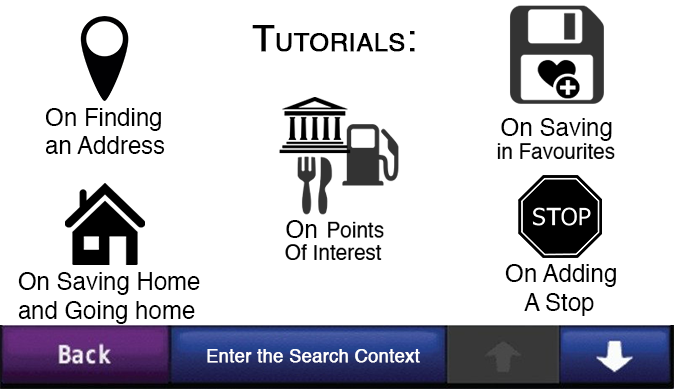 TUTORIALS:
On Finding
an Address
On Saving
in Favourites
On Points
Of Interest
On Saving Home
and Going home
STOP
On Adding
A Stop
Back
Enter the Search Context